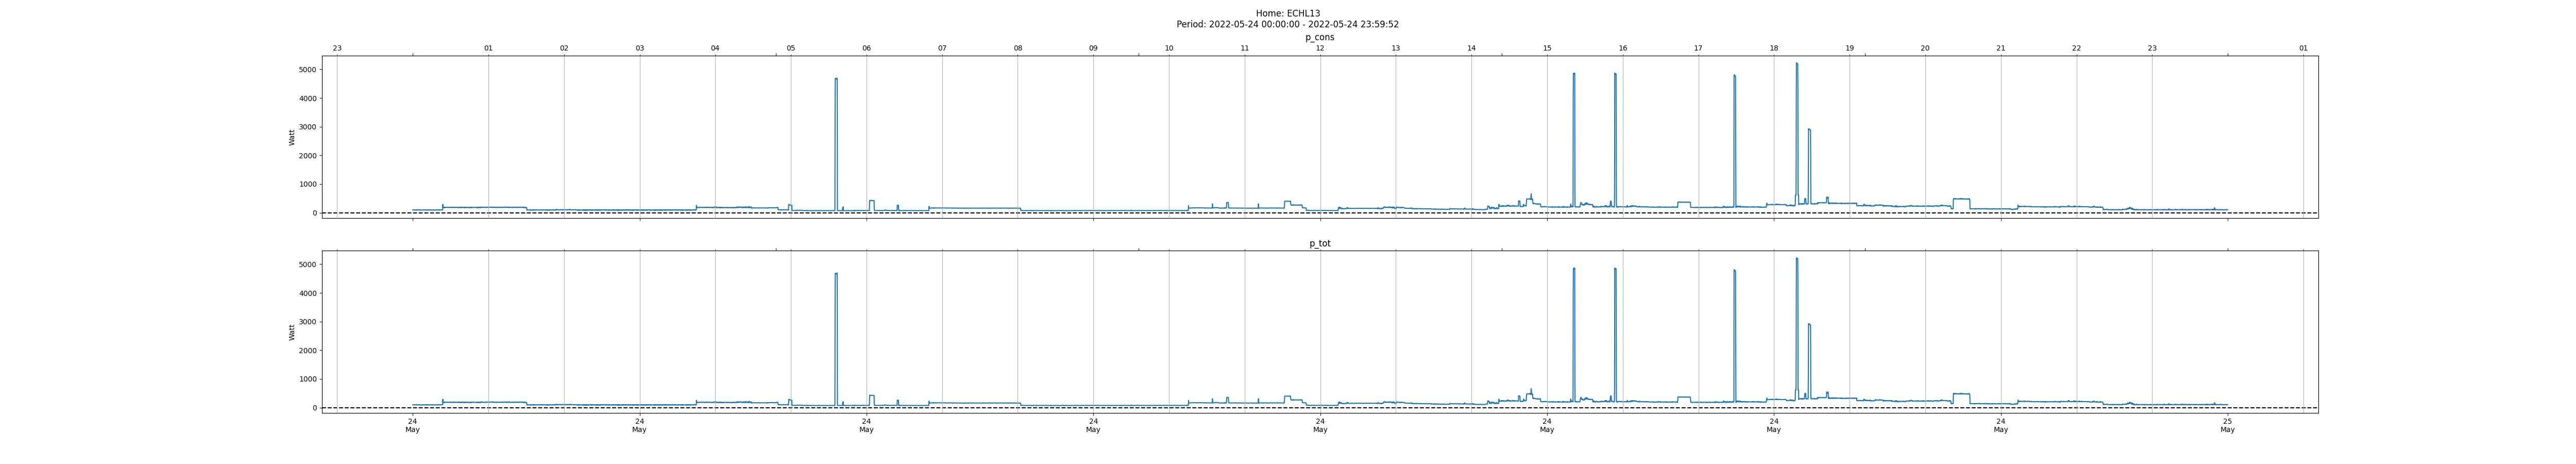 Home: ECHL13
Period: 2022-05-24 00:00:00 - 2022-05-24 23:59:52
p_cons
23 01 02 03 04 05 06 07 08 09 10 11 12 13 14 15 16 17 18 19 20 21 22 23 01
5000
4000
3000
2000
1000
0
Watt
p_tot
5000
4000
3000
2000
1000
0
Watt
24 24 24 24 24 24 24 24 25
May May May May May May May May May